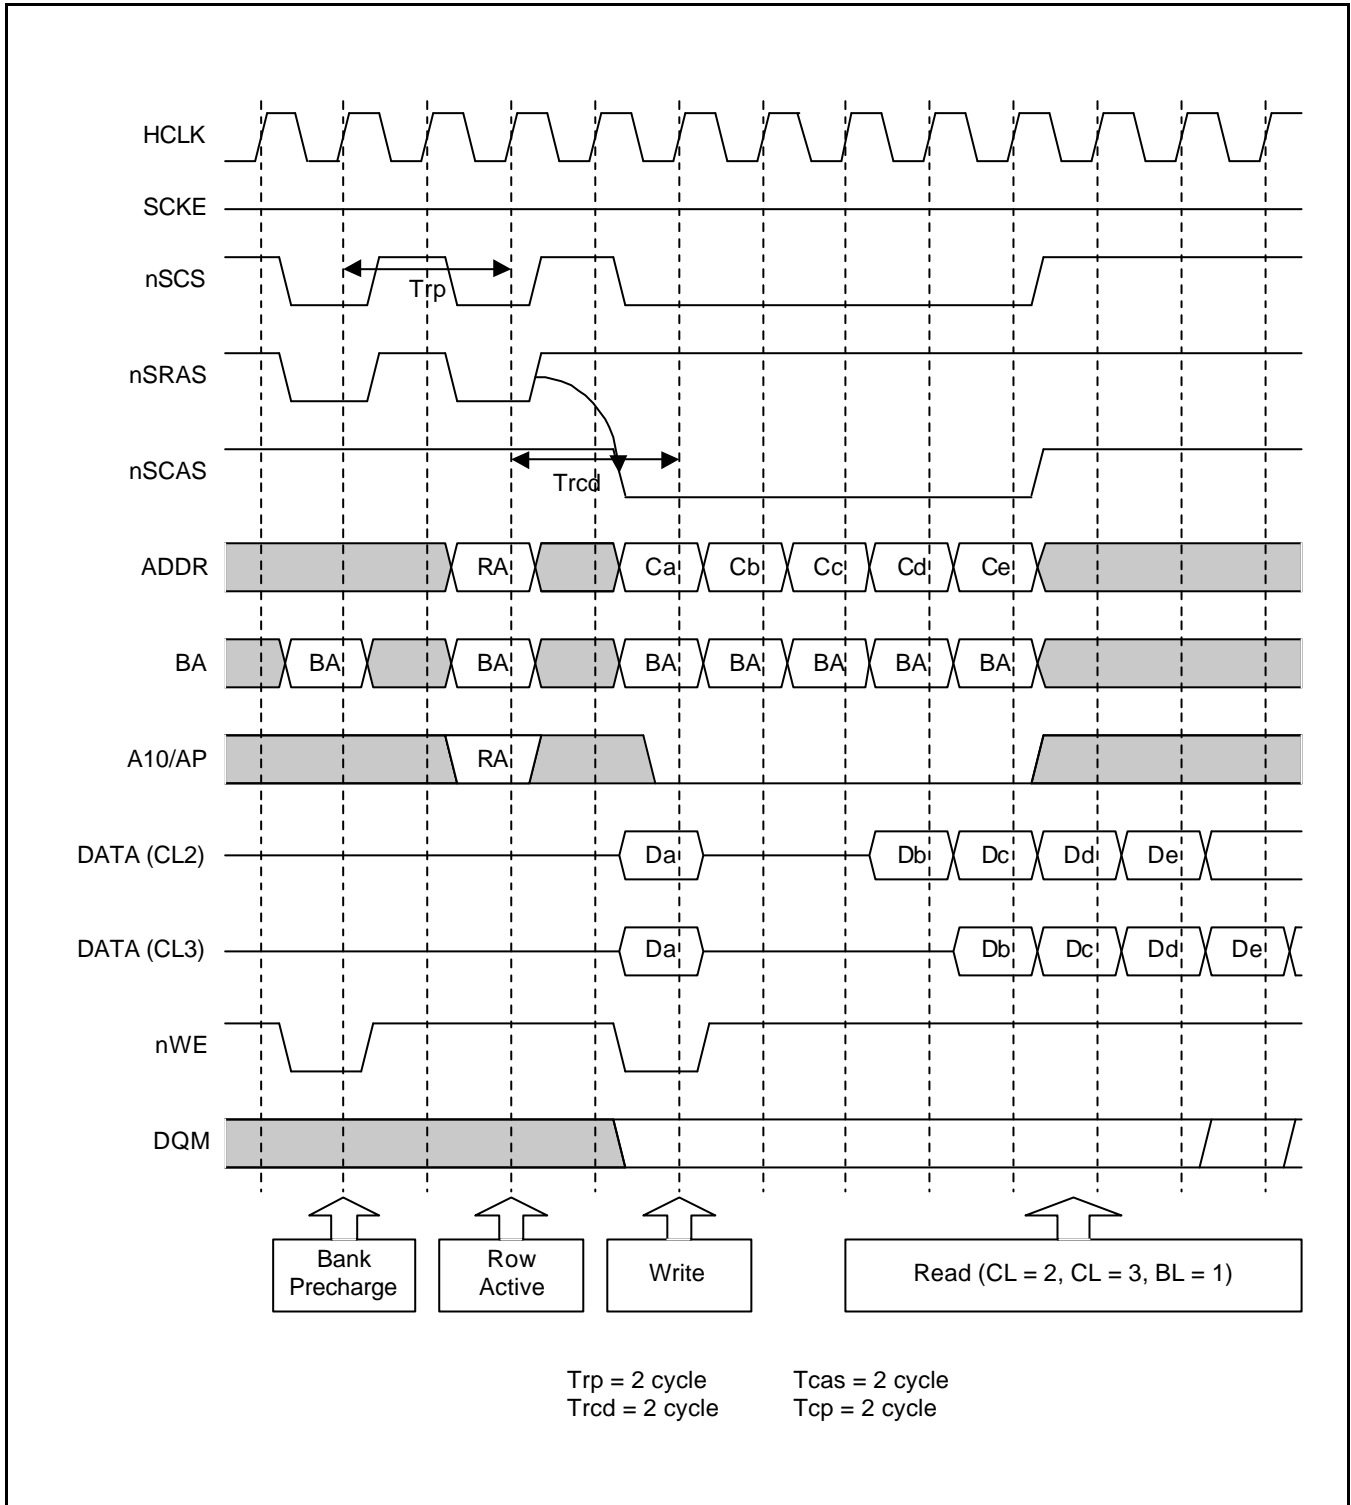 HCLK
SCKE
nSCS
Trp
nSRAS
nSCAS
Trcd
ADDR RA Ca Cb Cc Cd Ce
BA BA BA BA BA BA BA BA
A10/AP RA
DATA (CL2) Da Db Dc Dd De
DATA (CL3) Da Db Dc Dd De
nWE
DQM
Bank
Precharge
Row
Active
Write
Read (CL = 2, CL = 3, BL = 1)
Trp = 2 cycle Tcas = 2 cycle
Trcd = 2 cycle Tcp = 2 cycle